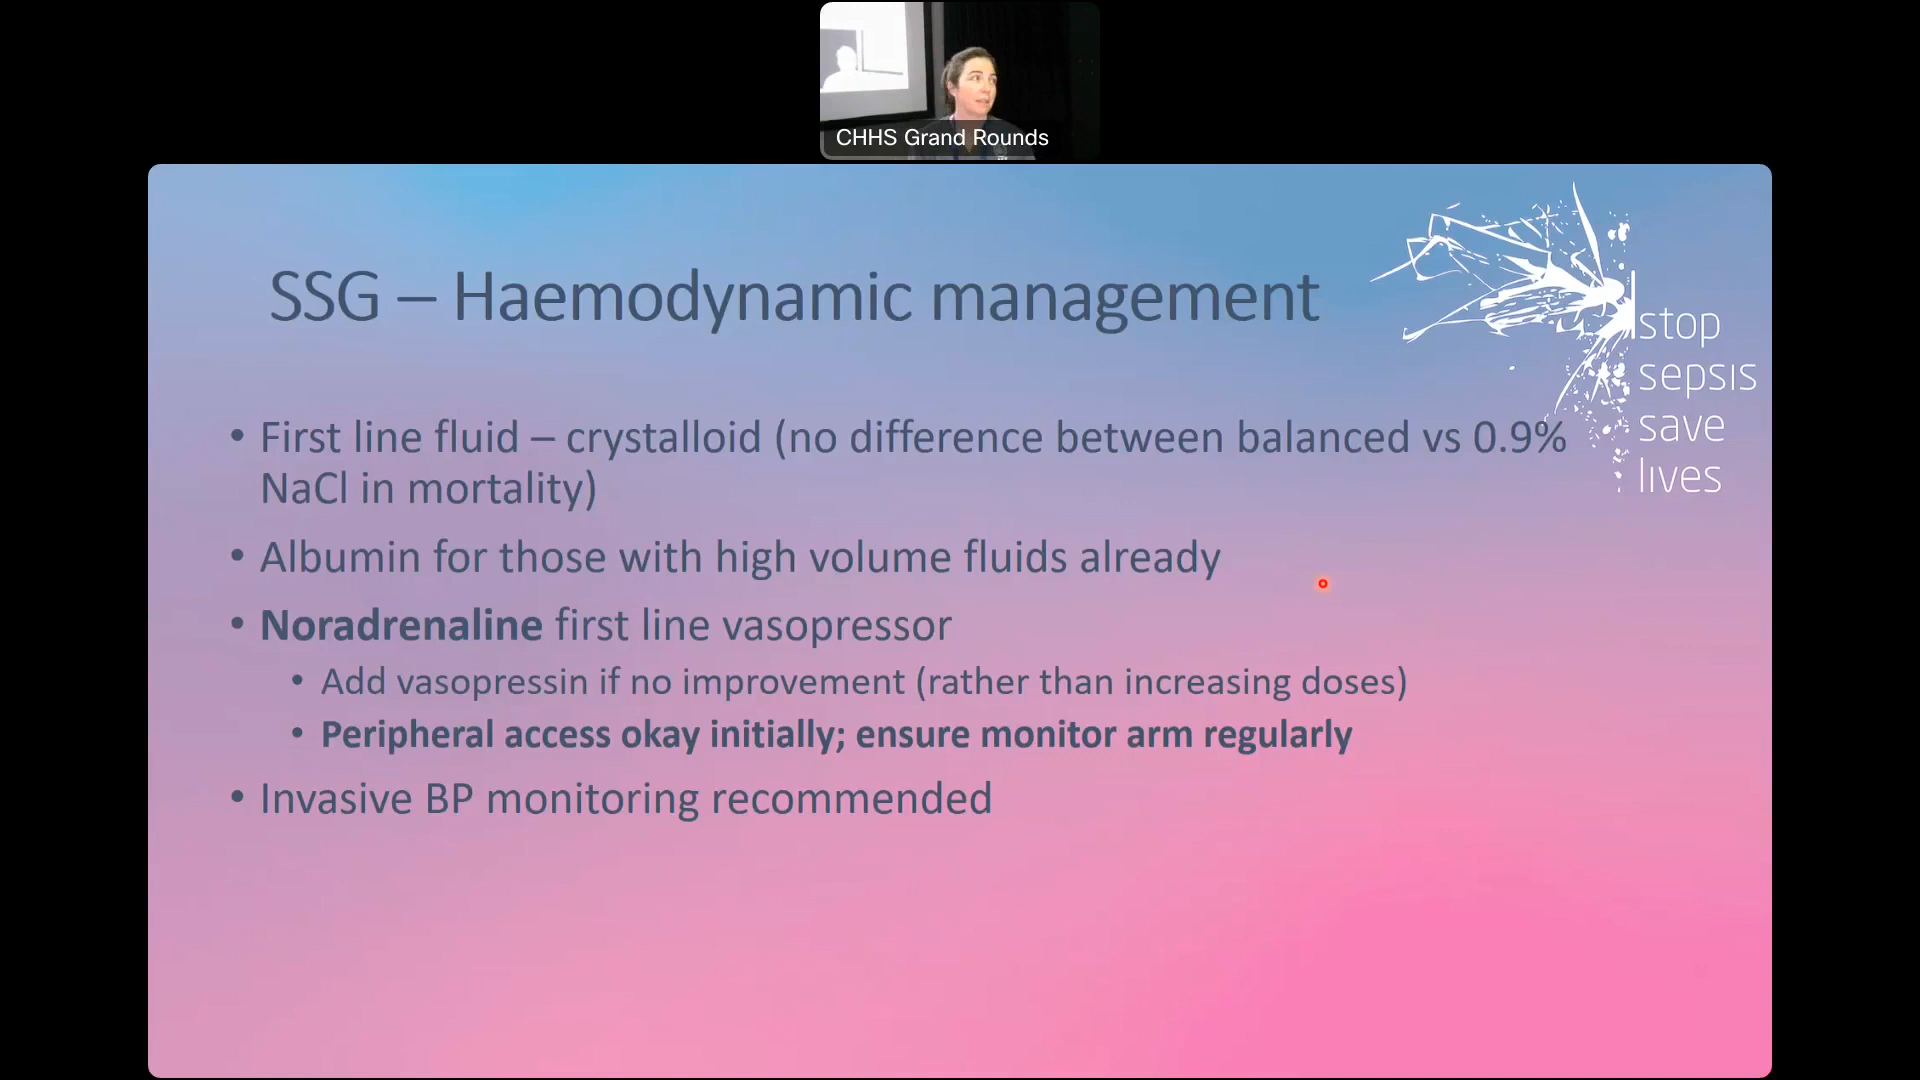 CHHS Grand Rounds
SSG – Haemodynamic management
stop
sepsis
save
lives
• First line fluid – crystalloid (no difference between balanced vs 0.9%
NaCl in mortality)
• Albumin for those with high volume fluids already
• Noradrenaline first line vasopressor
• Add vasopressin if no improvement (rather than increasing doses)
• Peripheral access okay initially; ensure monitor arm regularly
• Invasive BP monitoring recommended